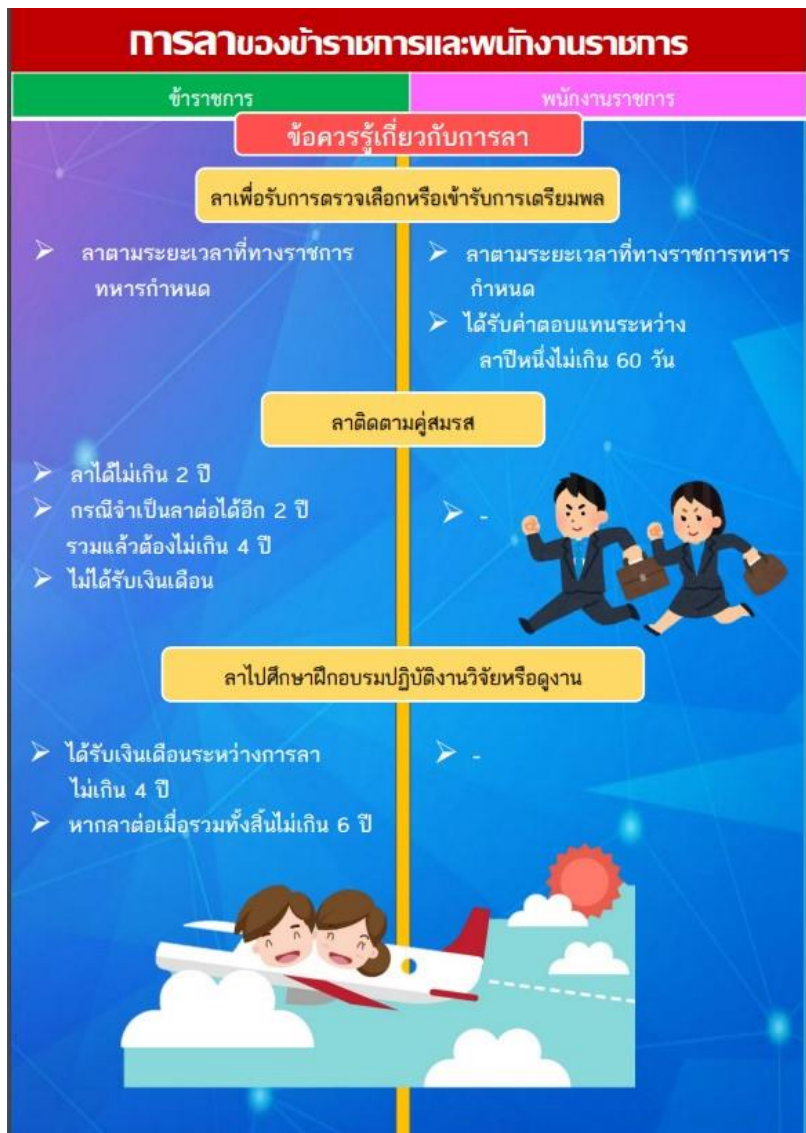 การลาของข้าราชการและพนักงานราชการ
ข้าราชการ
พนักงานราชการ
ข้อควรรู้เกี่ยวกับการลา
ลาเพื่อรับการตรวจเลือกหรือเข้ารับการเตรียมพล
➢ ลาตามระยะเวลาที่ทางราชการ
ทหารกำหนด
➢ ลาตามระยะเวลาที่ทางราชการทหาร
กำหนด
➢ ได้รับค่าตอบแทนระหว่าง
ลาปีหนึ่งไม่เกิน 60 วัน
ลาติดตามคู่สมรส
➢ ลาได้ไม่เกิน 2 ปี
➢ กรณีจำเป็นลาต่อได้อีก 2 ปี
รวมแล้วต้องไม่เกิน 4 ปี
➢ ไม่ได้รับเงินเดือน
➢ -
ลาไปศึกษาฝึกอบรมปฏิบัติงานวิจัยหรือดูงาน
➢ ได้รับเงินเดือนระหว่างการลา
ไม่เกิน 4 ปี
➢ หากลาต่อเมื่อรวมทั้งสิ้นไม่เกิน 6 ปี
➢ -